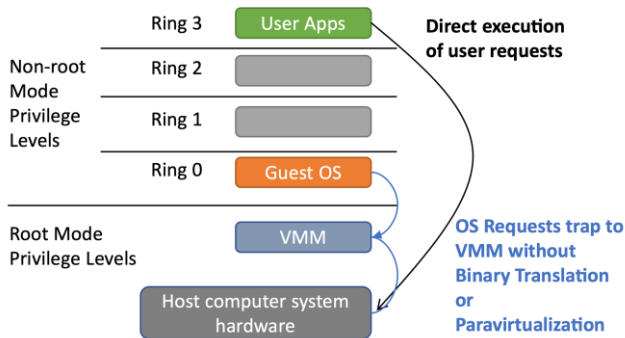 Ring 3
User Apps
Direct execution
of user requests
Non-root
Mode
Privilege
Levels
Ring 2
Ring 1
Ring 0
Guest OS
Root Mode
Privilege Levels
VMM
OS Requests trap to
VMM without
Binary Translation
or
Paravirtualization
Host computer system
hardware